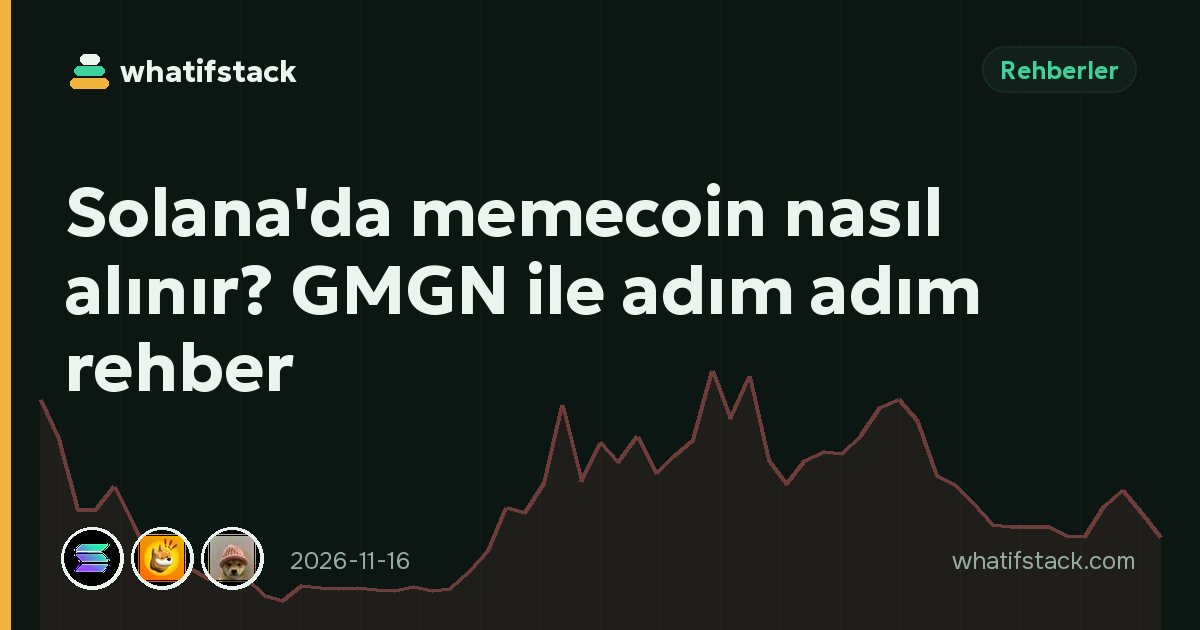 whatifstack
Rehberler
Solana'da memecoin nasıl
alınır? GMGN ile adım adım
rehber
2026-11-16
whatifstack.com